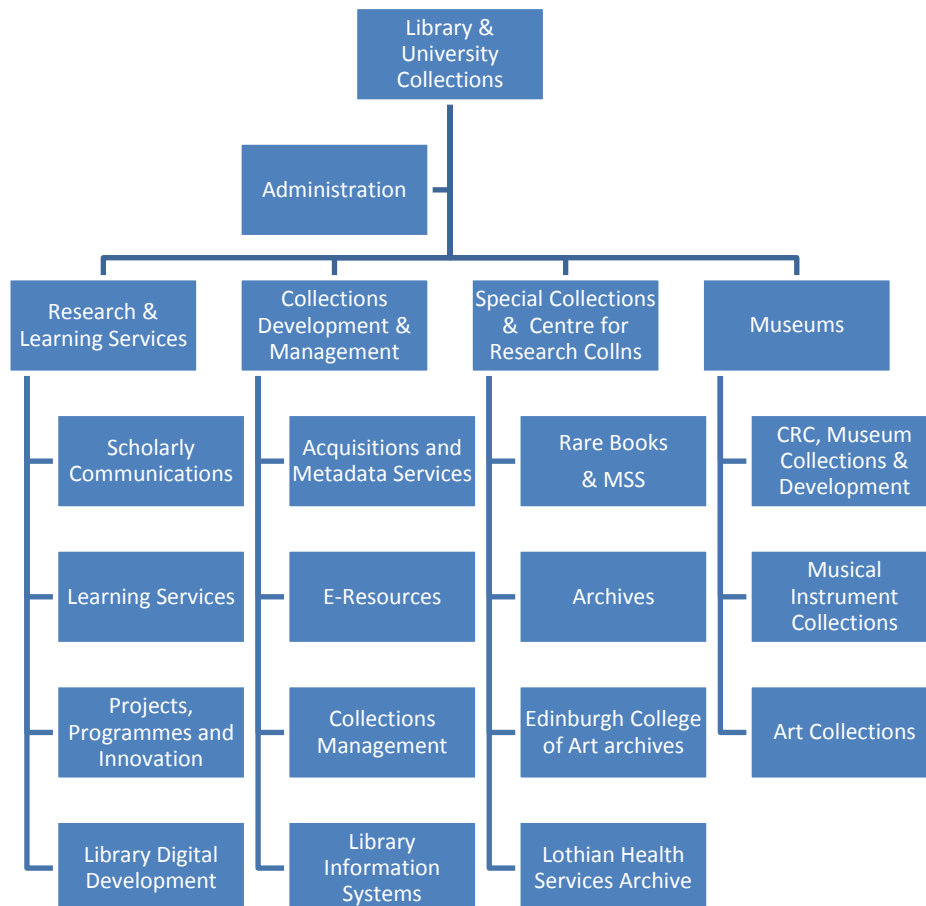 Library &
University
Collections
Administration
Research &
Learning Services
Collections
Development &
Management
Special Collections
& Centre for
Research Collns
Museums
Scholarly
Communications
Acquisitions and
Metadata Services
Rare Books
& MSS
CRC, Museum
Collections &
Development
Learning Services
E-Resources
Archives
Musical
Instrument
Collections
Projects,
Programmes and
Innovation
Collections
Management
Edinburgh College
of Art archives
Art Collections
Library Digital
Development
Library
Information
Systems
Lothian Health
Services Archive